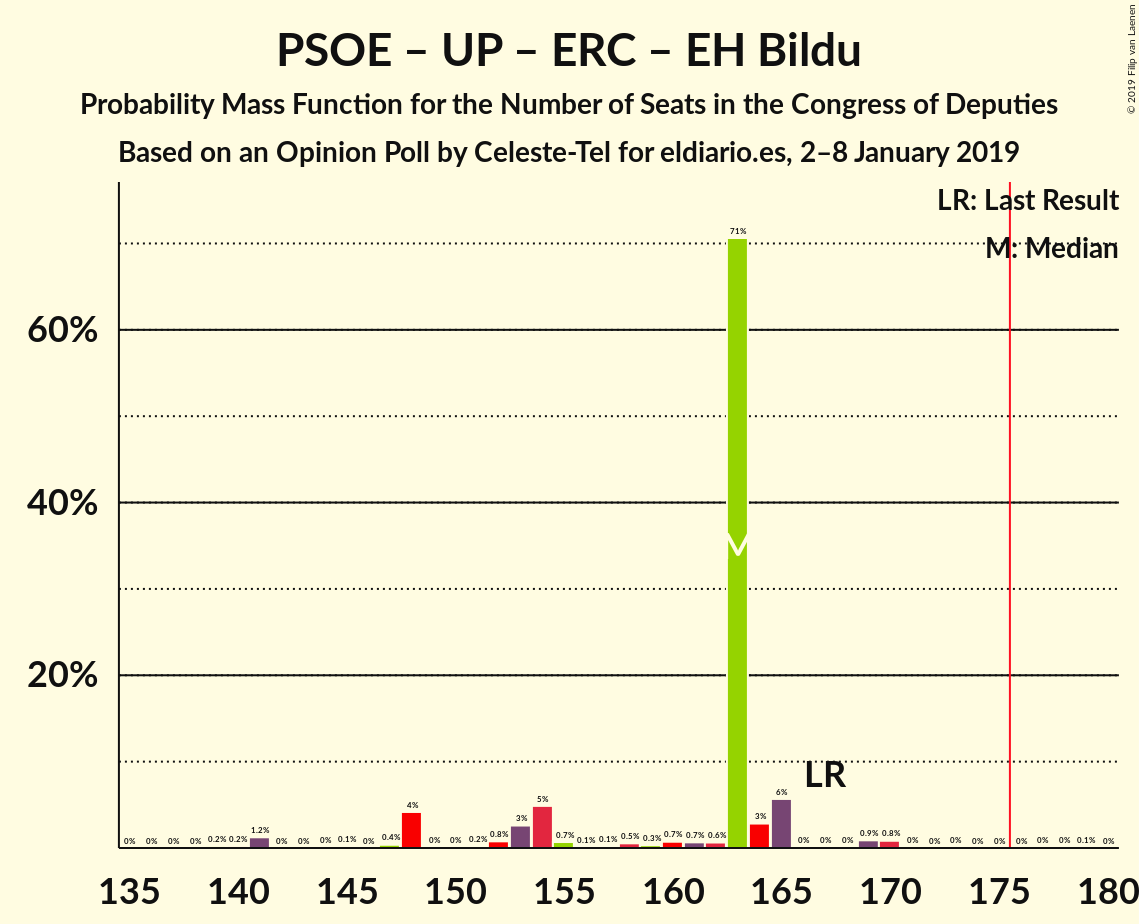 PSOE – UP – ERC – EH Bildu
Probability Mass Function for the Number of Seats in the Congress of Deputies
Based on an Opinion Poll by Celeste-Tel for eldiario.es, 2–8 January 2019
© 2019 Filip van Laenen
LR: Last Result
M: Median
60%
40%
20%
71%
LR
0% 0% 0% 0% 0.2% 0.2% 1.2% 0% 0% 0% 0.1% 0% 0.4% 4% 0% 0% 0.2% 0.8% 3% 5% 0.7% 0.1% 0.1% 0.5% 0.3% 0.7% 0.7% 0.6% 3% 6% 0% 0% 0% 0.9% 0.8% 0% 0% 0% 0% 0% 0% 0% 0% 0.1% 0%
135 140 145 150 155 160 165 170 175 180